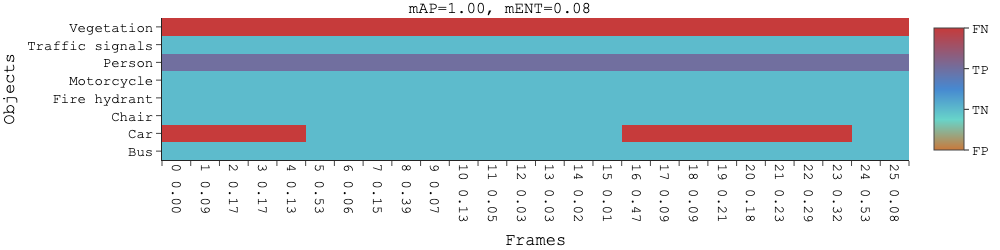 mAP=1.00, mENT=0.08
Objects
Vegetation
Traffic signals
Person
Motorcycle
Fire hydrant
Chair
Car
Bus
FN
TP
TN
FP
0 0.00
1 0.09
2 0.17
3 0.17
4 0.13
5 0.53
6 0.06
7 0.15
8 0.39
9 0.07
10 0.13
11 0.05
12 0.03
13 0.03
14 0.02
15 0.01
16 0.47
17 0.09
18 0.09
19 0.21
20 0.18
21 0.23
22 0.29
23 0.32
24 0.53
25 0.08
Frames